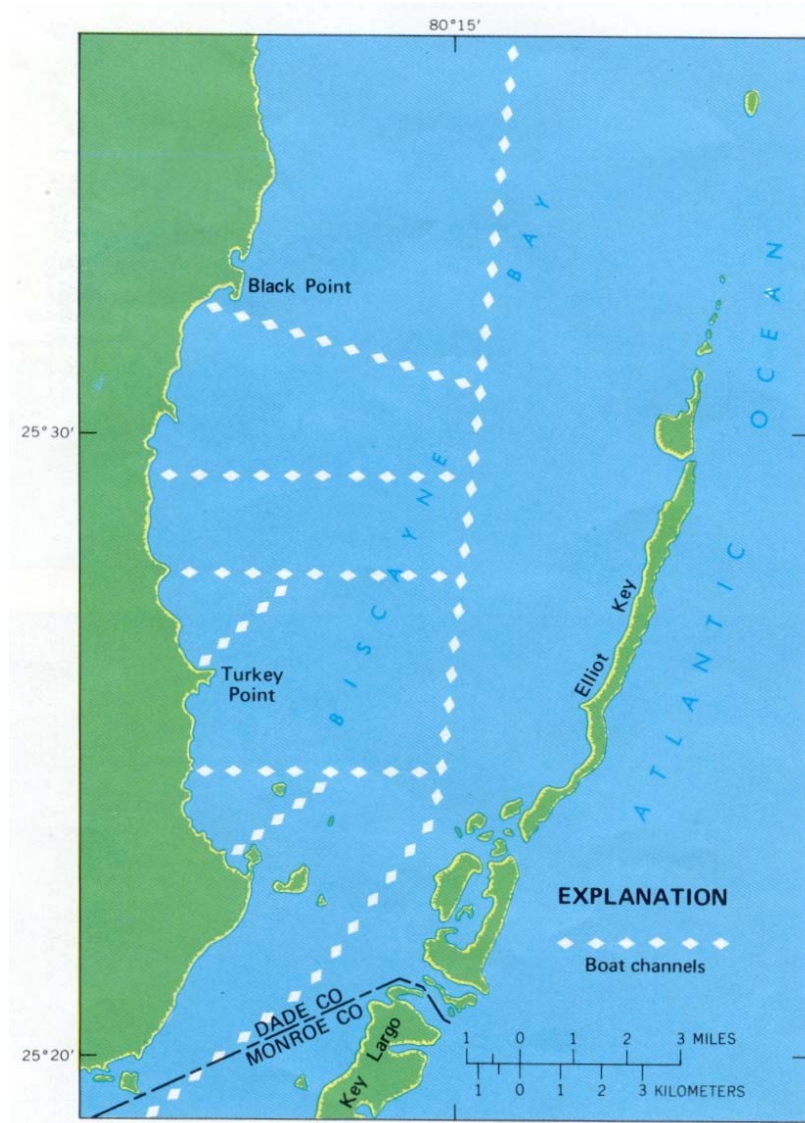 80°15′
Black Point
BAY
OCEAN
25°30′
BISCAYNE
Elliot Key
ATLANTIC
Turkey
Point
EXPLANATION
Boat channels
DADE CO
MONROE CO
Key Largo
25°20′
1 0 1 2 3 MILES
1 0 1 2 3 KILOMETERS